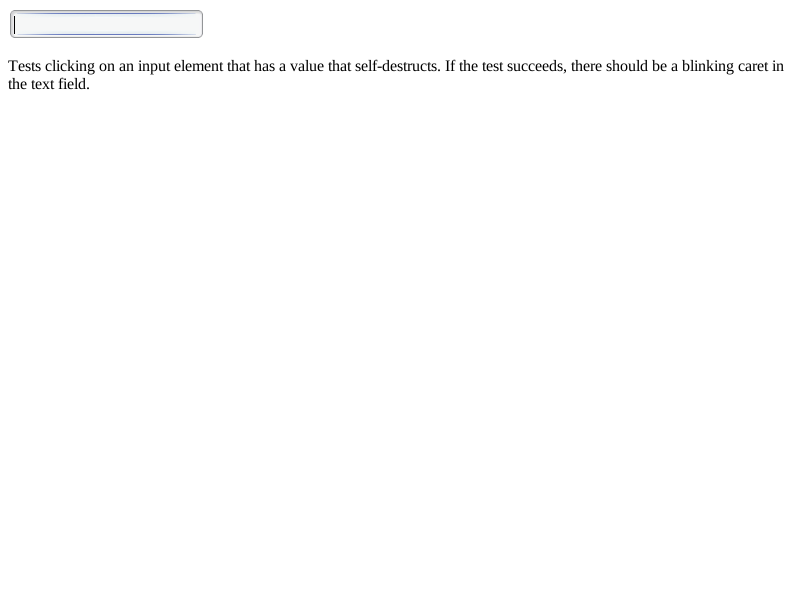 Tests clicking on an input element that has a value that self-destructs. If the test succeeds, there should be a blinking caret in
the text field.